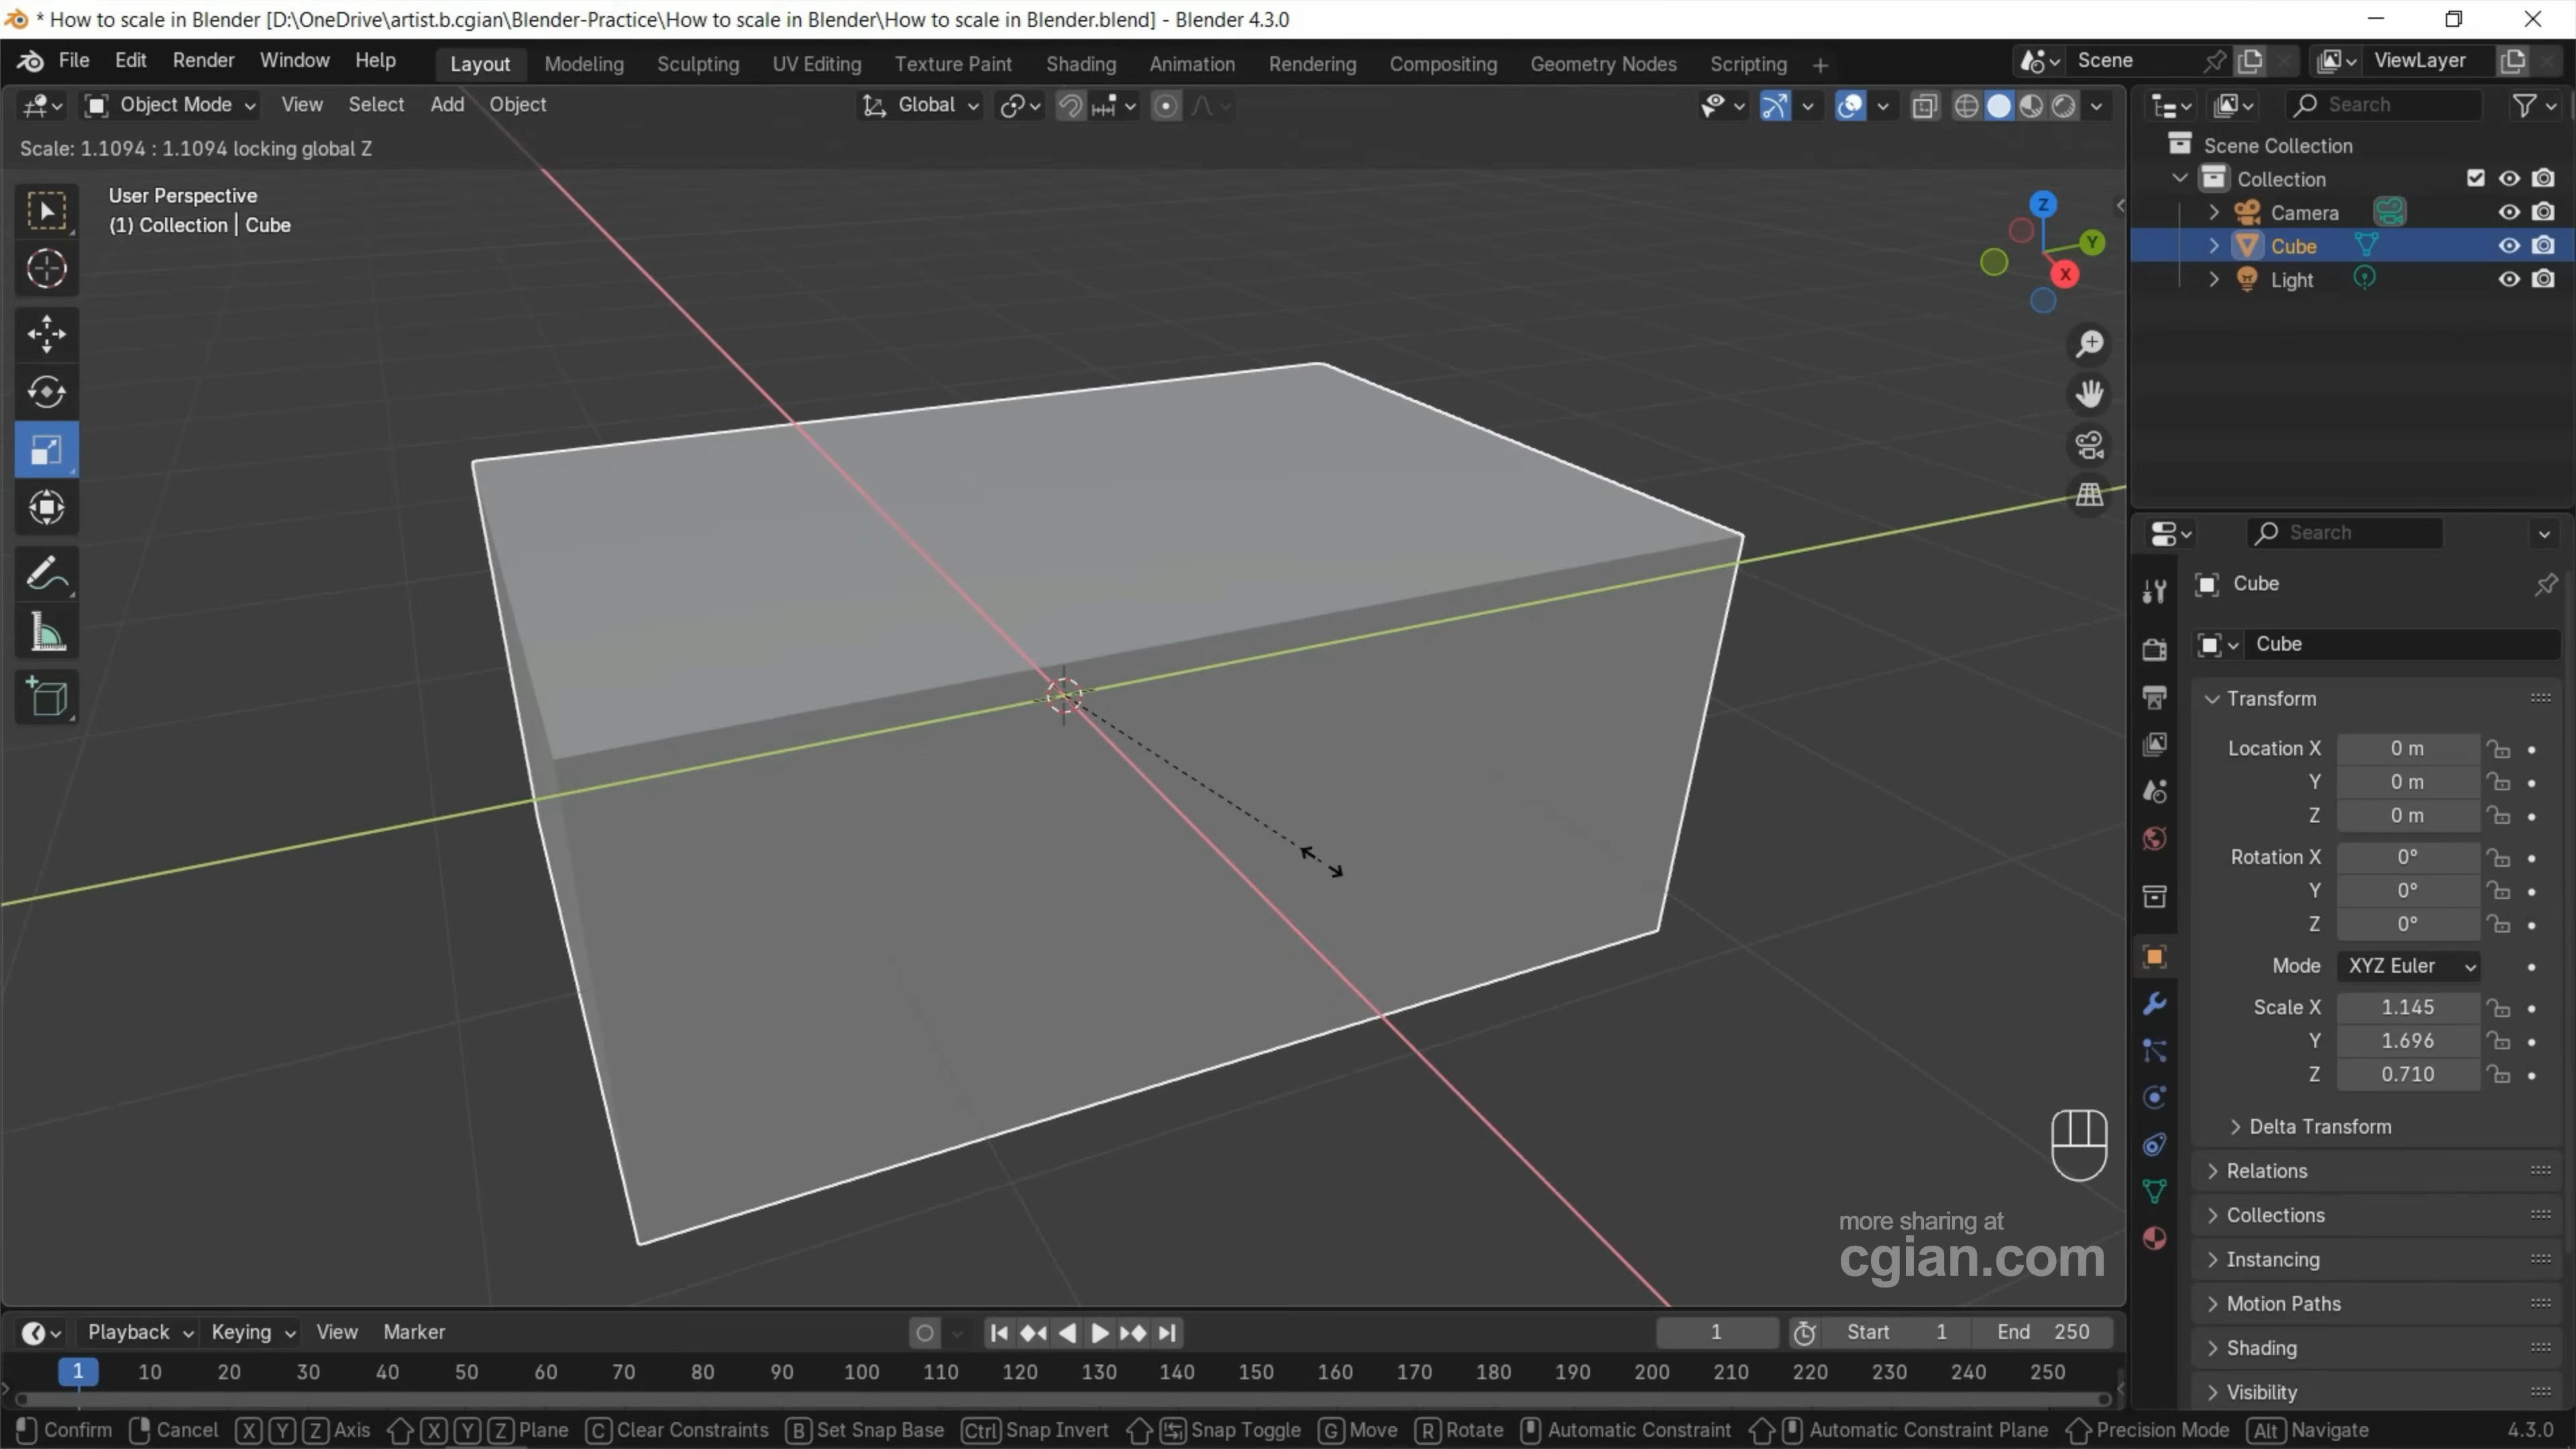 * How to scale in Blender [D:\OneDrive\artist.b.cgian\Blender-Practice\How to scale in Blender\How to scale in Blender.blend] - Blender 4.3.0
File Edit Render Window Help Layout Modeling Sculpting UV Editing Texture Paint Shading Animation Rendering Compositing Geometry Nodes Scripting + Scene ViewLayer
Object Mode View Select Add Object Global Search
Scale: 1.1094 : 1.1094 locking global Z
Scene Collection
Collection
Camera
Cube
Light
User Perspective
(1) Collection | Cube
Z
Y
X
Search
Cube
Cube
Transform
Location X 0 m
Y 0 m
Z 0 m
Rotation X 0°
Y 0°
Z 0°
Mode XYZ Euler
Scale X 1.145
Y 1.696
Z 0.710
Delta Transform
Relations
Collections
Instancing
Motion Paths
Shading
Visibility
more sharing at
cgian.com
Playback Keying View Marker 1 Start 1 End 250
1 10 20 30 40 50 60 70 80 90 100 110 120 130 140 150 160 170 180 190 200 210 220 230 240 250
Confirm Cancel X Y Z Axis X Y Z Plane C Clear Constraints B Set Snap Base Ctrl Snap Invert Snap Toggle G Move R Rotate Automatic Constraint Automatic Constraint Plane Precision Mode Alt Navigate 4.3.0